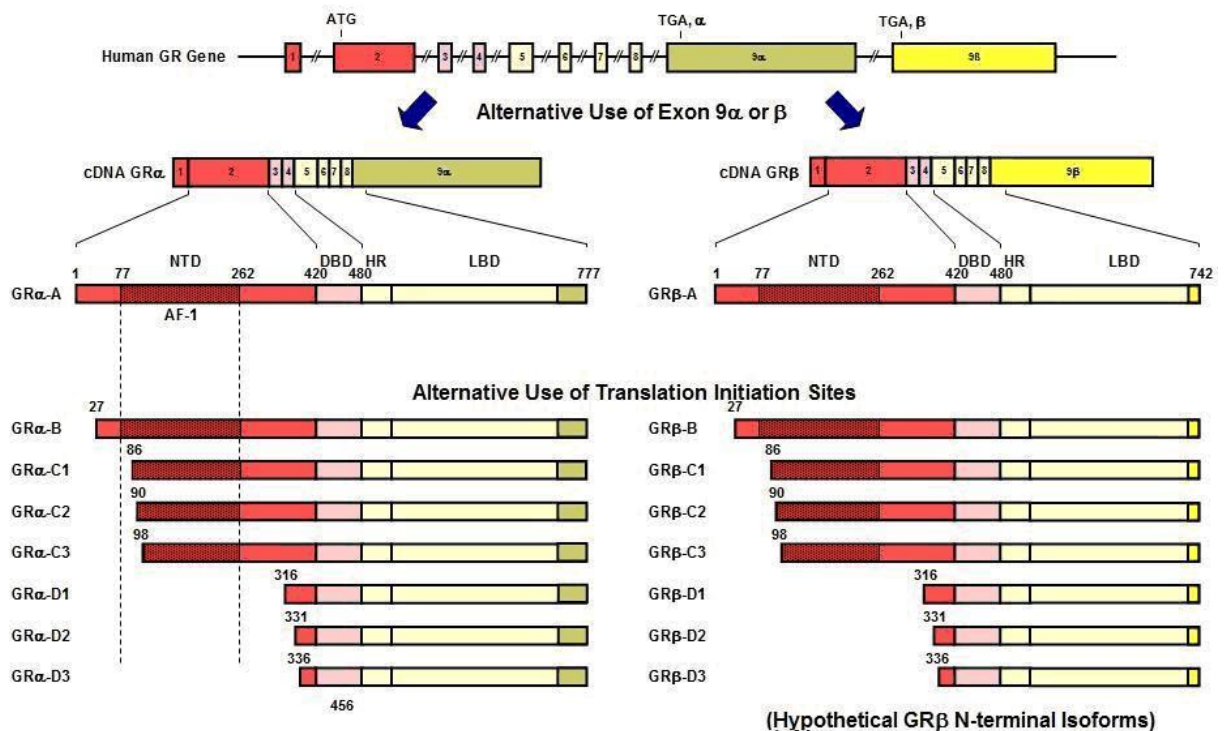 ATG TGA, α TGA, β
Human GR Gene 1 2 3 4 5 6 7 8 9α 9β
Alternative Use of Exon 9α or β
cDNA GRα 1 2 3 4 5 6 7 8 9α
cDNA GRβ 1 2 3 4 5 6 7 8 9β
NTD DBD HR LBD
1 77 262 420 480 777
GRα-A
AF-1
NTD DBD HR LBD
1 77 262 420 480 742
GRβ-A
Alternative Use of Translation Initiation Sites
27
GRα-B
86
GRα-C1
90
GRα-C2
98
GRα-C3
316
GRα-D1
331
GRα-D2
336
GRα-D3
456
27
GRβ-B
86
GRβ-C1
90
GRβ-C2
98
GRβ-C3
316
GRβ-D1
331
GRβ-D2
336
GRβ-D3
(Hypothetical GRβ N-terminal Isoforms)